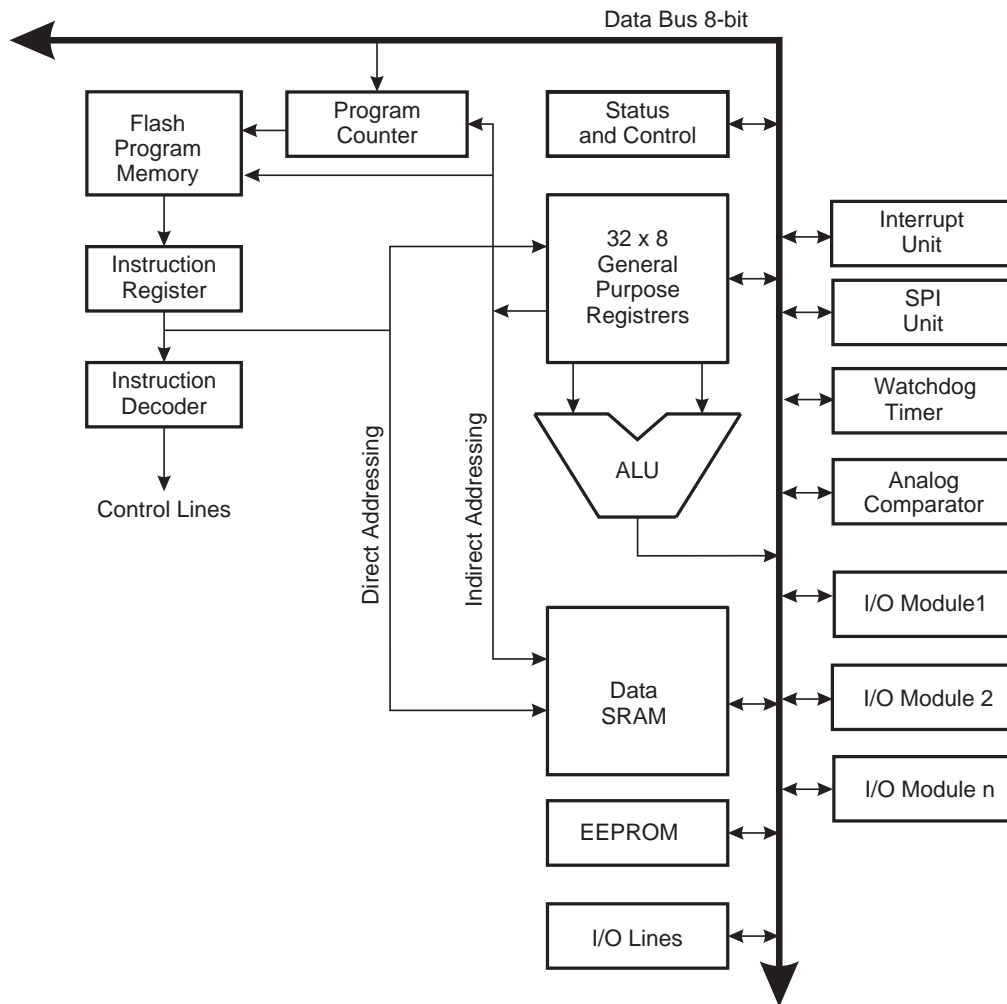 Data Bus 8-bit
Flash
Program
Memory
Program
Counter
Status
and Control
32 x 8
General
Purpose
Registrers
Interrupt
Unit
Instruction
Register
SPI
Unit
Instruction
Decoder
Watchdog
Timer
Control Lines
Direct Addressing
Indirect Addressing
ALU
Analog
Comparator
I/O Module1
Data
SRAM
I/O Module 2
I/O Module n
EEPROM
I/O Lines